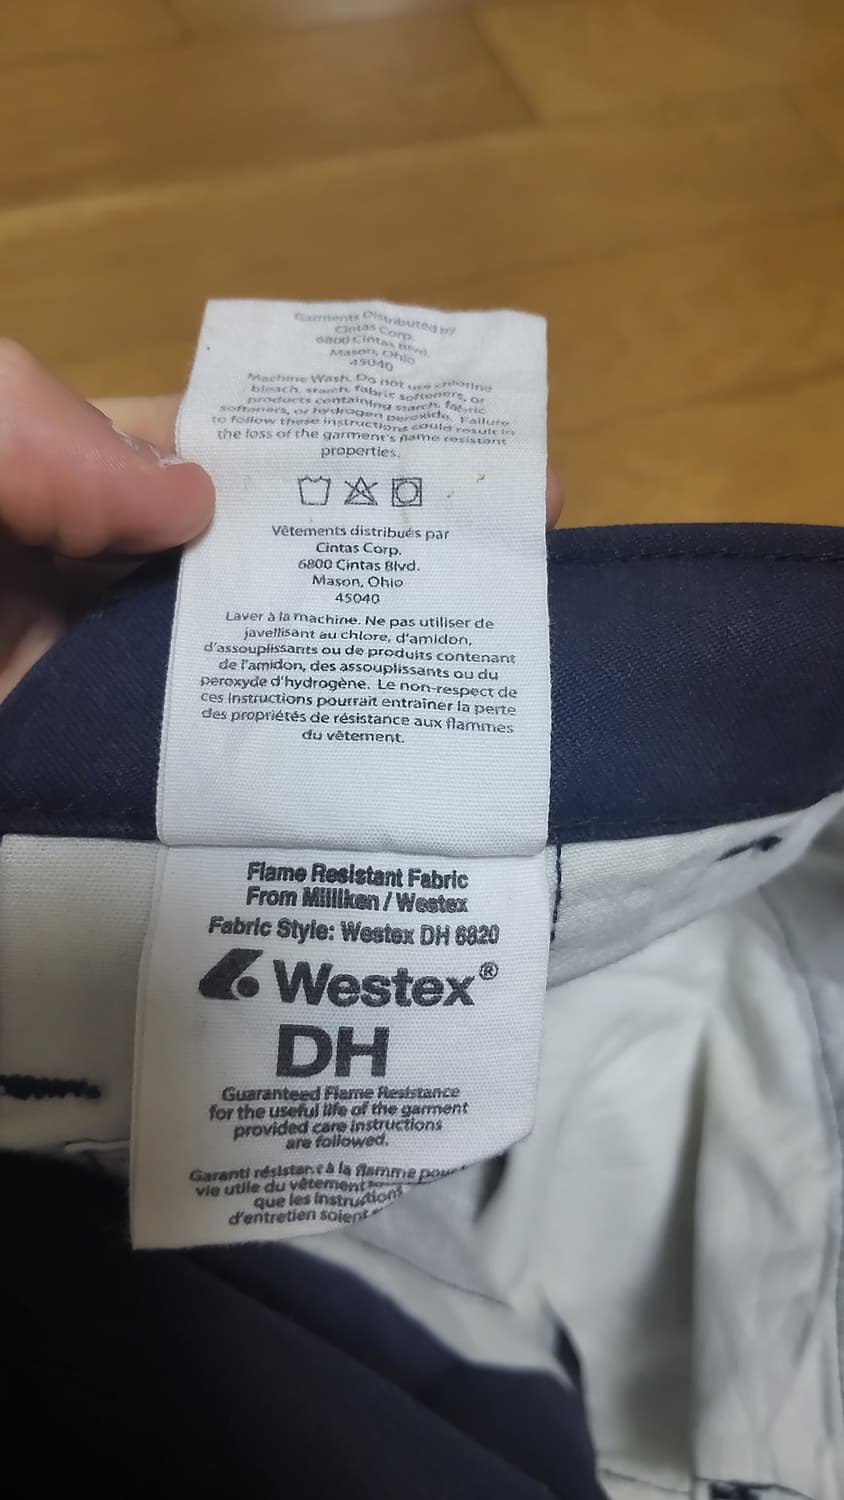 Garments Distributed by
Cintas Corp.
6800 Cintas Blvd.
Mason, Ohio
45040
Machine Wash. Do not use chlorine
bleach, starch, fabric softeners, or
products containing starch, fabric
softeners, or hydrogen peroxide. Failure
to follow these instructions could result in
the loss of the garment's flame resistant
properties.
Vêtements distribués par
Cintas Corp.
6800 Cintas Blvd.
Mason, Ohio
45040
Laver à la machine. Ne pas utiliser de
javellisant au chlore, d'amidon,
d'assouplissants ou de produits contenant
de l'amidon, des assouplissants ou du
peroxyde d'hydrogène. Le non-respect de
ces instructions pourrait entraîner la perte
des propriétés de résistance aux flammes
du vêtement.
Flame Resistant Fabric
From Milliken / Westex
Fabric Style: Westex DH 6820
Westex®
DH
Guaranteed Flame Resistance
for the useful life of the garment
provided care instructions
are followed.
Garanti résistant à la flamme pour
vie utile du vêtement
que les instructions
d'entretien soient